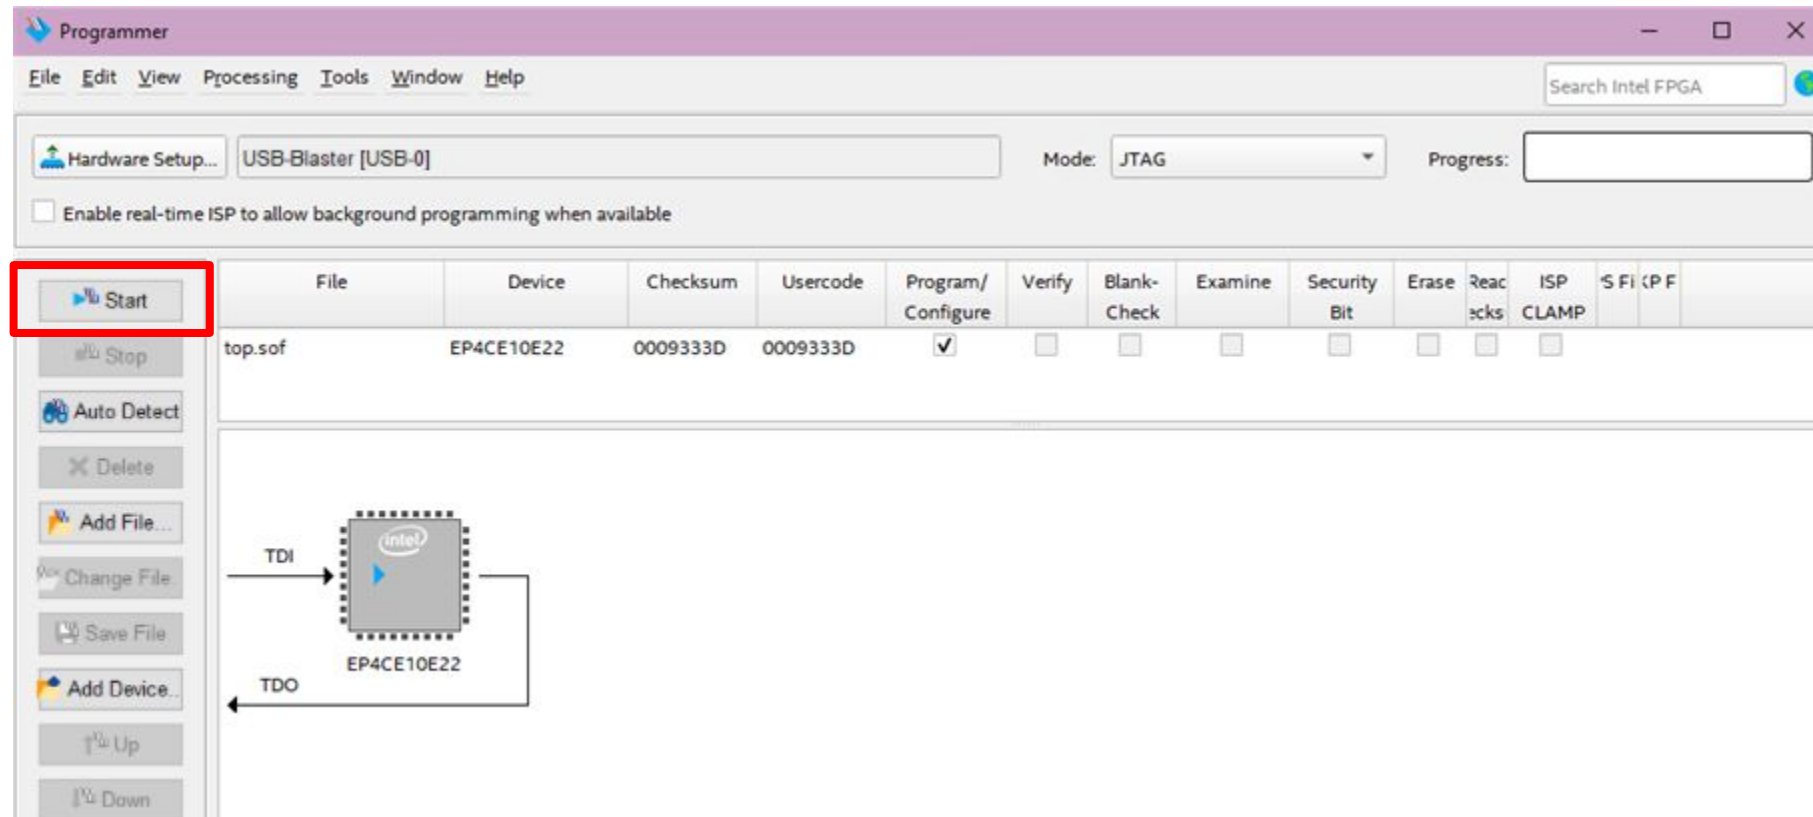 Programmer
File Edit View Processing Tools Window Help
Search Intel FPGA
Hardware Setup... USB-Blaster [USB-0] Mode: JTAG Progress:
Enable real-time ISP to allow background programming when available
Start
Stop
Auto Detect
Delete
Add File...
Change File
Save File
Add Device..
Up
Down
File Device Checksum Usercode Program/ Verify Blank- Examine Security Erase ISP
Configure Check Bit CLAMP
top.sof EP4CE10E22 0009333D 0009333D
intel
TDI
EP4CE10E22
TDO